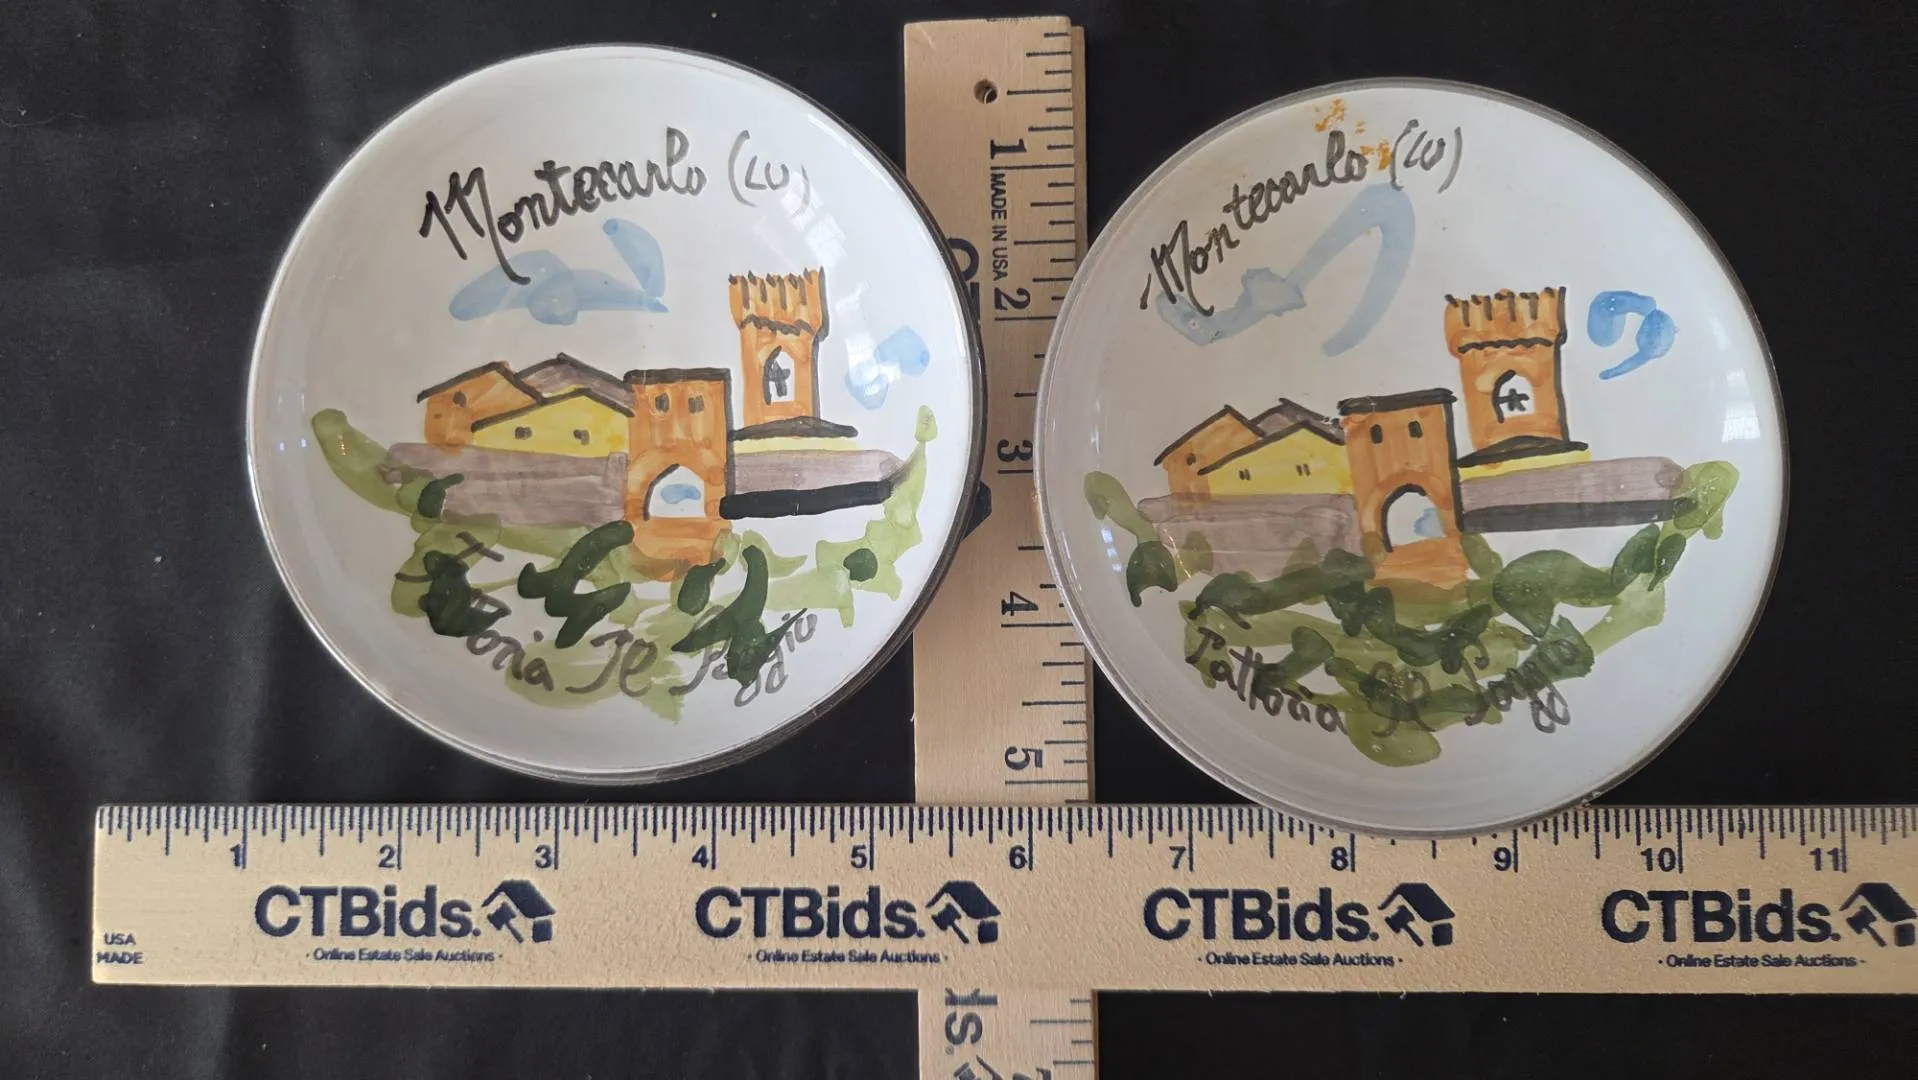 Montecarlo (LU)
Fattoria Il Poggio
Montecarlo (LU)
Fattoria Il Poggio
1 MADE IN USA 2 3 4 5
1 2 3 4 5 6 7 8 9 10 11
CTBids. CTBids. CTBids. CTBids.
· Online Estate Sale Auctions · · Online Estate Sale Auctions · · Online Estate Sale Auctions · · Online Estate Sale Auctions ·
USA
MADE
ds.
7